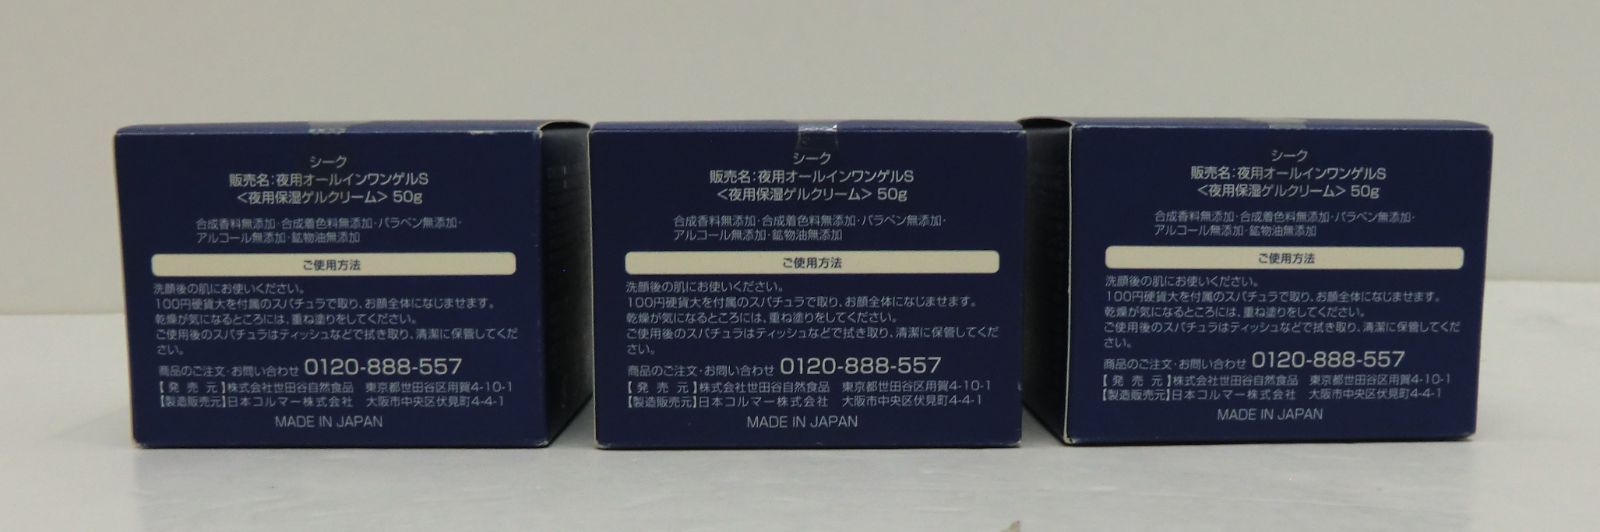 シーク
販売名:夜用オールインワンゲルS
<夜用保湿ゲルクリーム> 50g
合成香料無添加・合成着色料無添加・パラベン無添加・
アルコール無添加・鉱物油無添加
ご使用方法
洗顔後の肌にお使いください。
100円硬貨大を付属のスパチュラで取り、お顔全体になじませます。
乾燥が気になるところには、重ね塗りをしてください。
ご使用後のスパチュラはティッシュなどで拭き取り、清潔に保管してくだ
さい。
商品のご注文・お問い合わせ 0120-888-557
【発売元】株式会社世田谷自然食品 東京都世田谷区用賀4-10-1
【製造販売元】日本コルマー株式会社 大阪市中央区伏見町4-4-1
MADE IN JAPAN
シーク
販売名:夜用オールインワンゲルS
<夜用保湿ゲルクリーム> 50g
合成香料無添加・合成着色料無添加・パラベン無添加・
アルコール無添加・鉱物油無添加
ご使用方法
洗顔後の肌にお使いください。
100円硬貨大を付属のスパチュラで取り、お顔全体になじませます。
乾燥が気になるところには、重ね塗りをしてください。
ご使用後のスパチュラはティッシュなどで拭き取り、清潔に保管してくだ
さい。
商品のご注文・お問い合わせ 0120-888-557
【発売元】株式会社世田谷自然食品 東京都世田谷区用賀4-10-1
【製造販売元】日本コルマー株式会社 大阪市中央区伏見町4-4-1
MADE IN JAPAN
シーク
販売名:夜用オールインワンゲルS
<夜用保湿ゲルクリーム> 50g
合成香料無添加・合成着色料無添加・パラベン無添加・
アルコール無添加・鉱物油無添加
ご使用方法
洗顔後の肌にお使いください。
100円硬貨大を付属のスパチュラで取り、お顔全体になじませます。
乾燥が気になるところには、重ね塗りをしてください。
ご使用後のスパチュラはティッシュなどで拭き取り、清潔に保管してくだ
さい。
商品のご注文・お問い合わせ 0120-888-557
【発売元】株式会社世田谷自然食品 東京都世田谷区用賀4-10-1
【製造販売元】日本コルマー株式会社 大阪市中央区伏見町4-4-1
MADE IN JAPAN